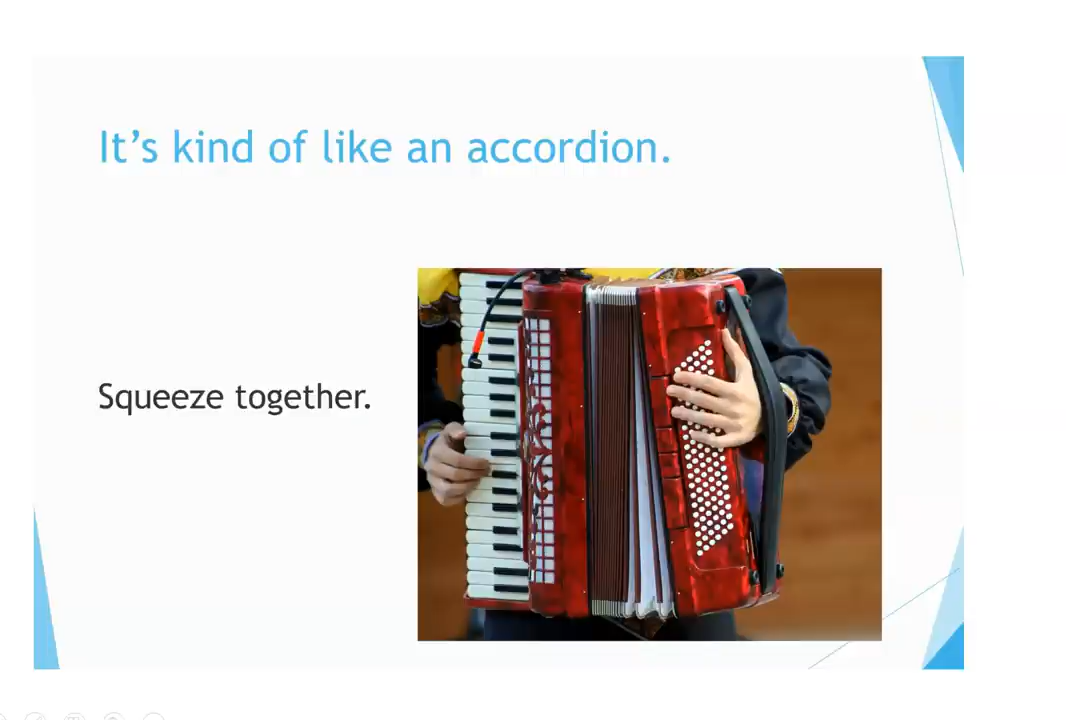 It’s kind of like an accordion.
Squeeze together.